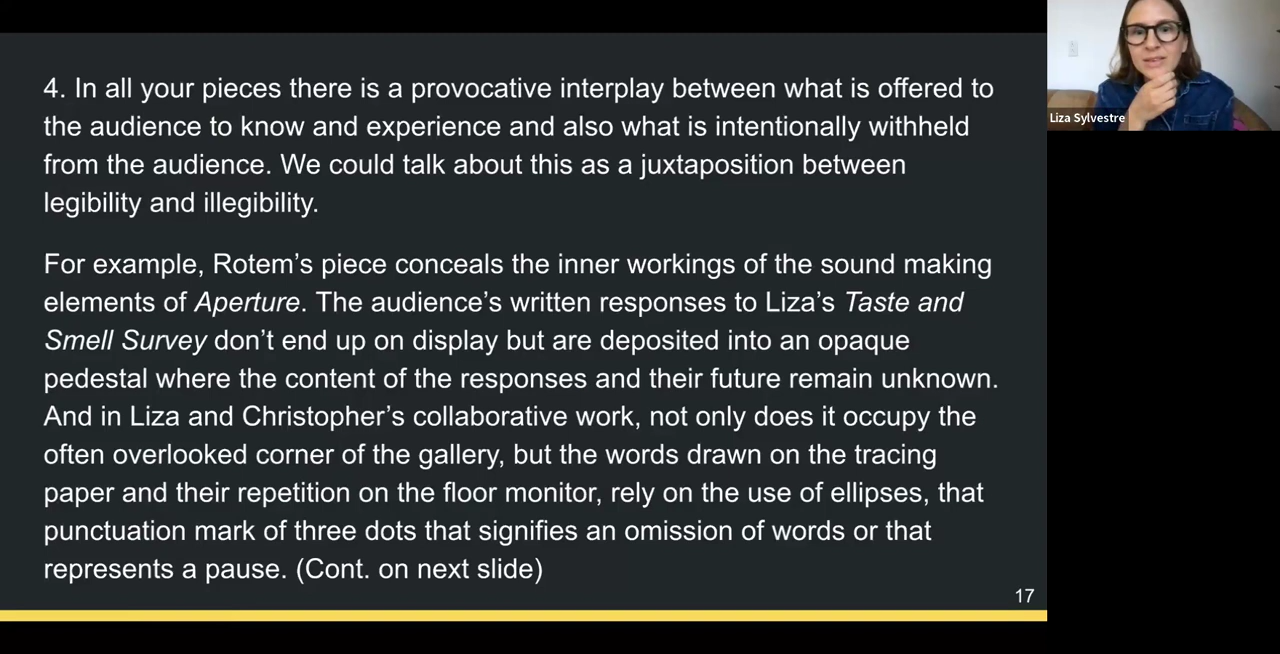 4. In all your pieces there is a provocative interplay between what is offered to
the audience to know and experience and also what is intentionally withheld
from the audience. We could talk about this as a juxtaposition between
legibility and illegibility.
For example, Rotem’s piece conceals the inner workings of the sound making
elements of Aperture. The audience’s written responses to Liza’s Taste and
Smell Survey don’t end up on display but are deposited into an opaque
pedestal where the content of the responses and their future remain unknown.
And in Liza and Christopher’s collaborative work, not only does it occupy the
often overlooked corner of the gallery, but the words drawn on the tracing
paper and their repetition on the floor monitor, rely on the use of ellipses, that
punctuation mark of three dots that signifies an omission of words or that
represents a pause. (Cont. on next slide)
17
Liza Sylvestre